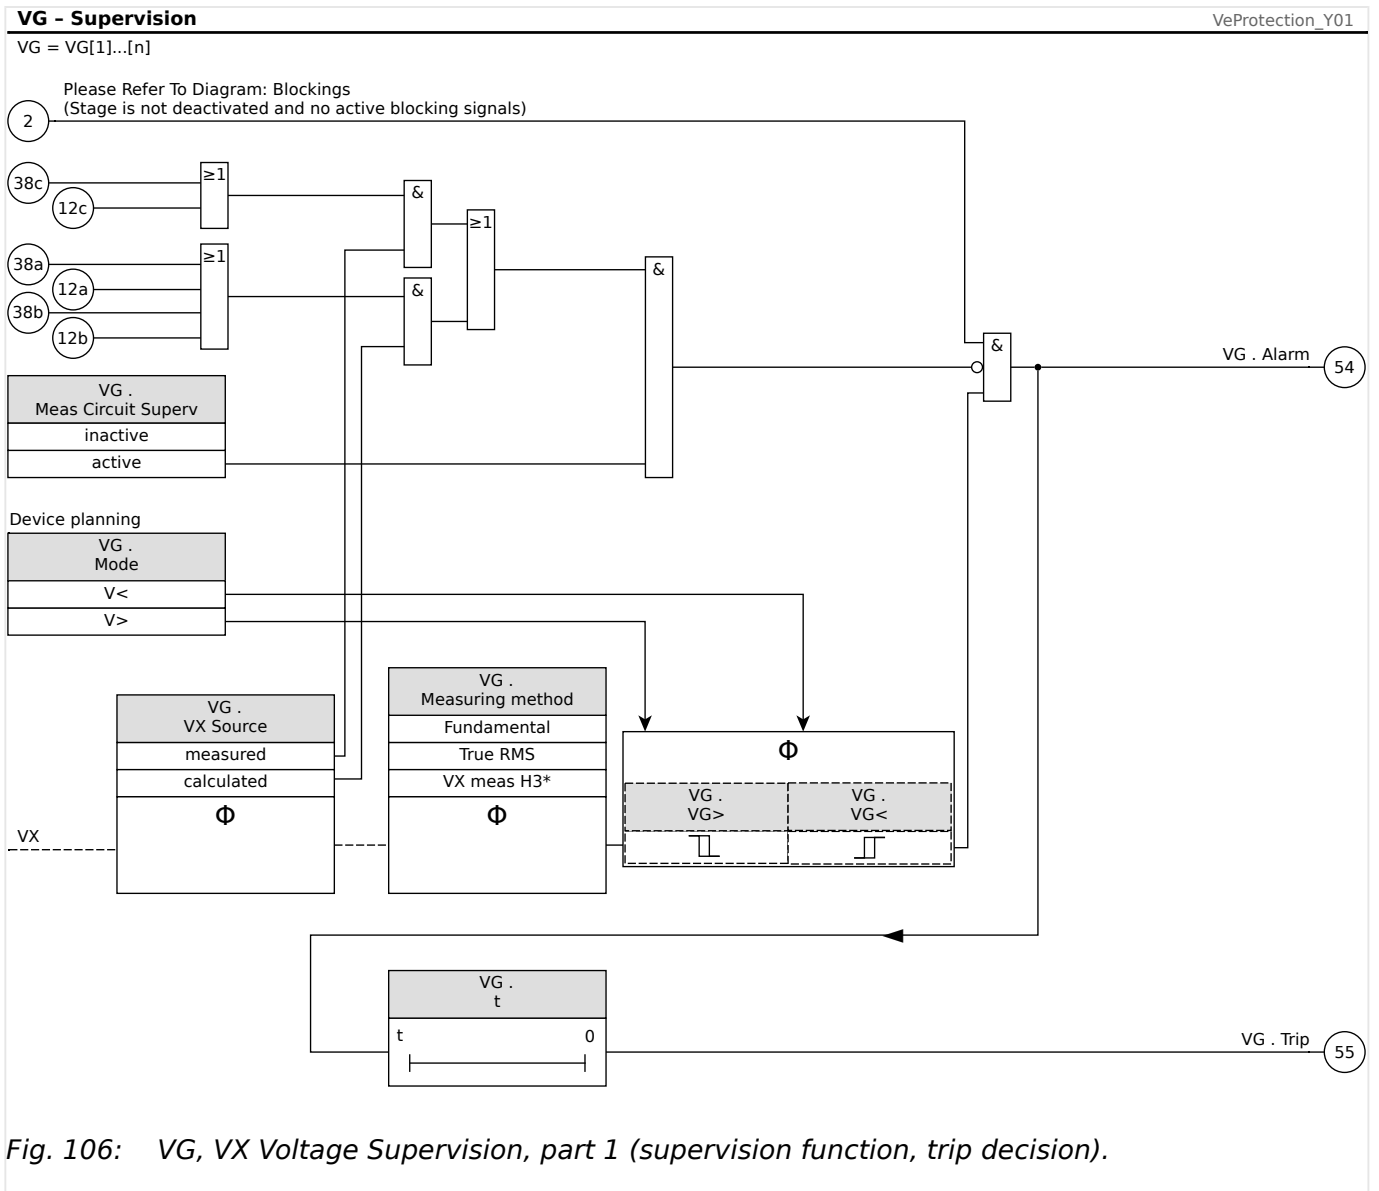 VG – Supervision
VeProtection_Y01
VG = VG[1]...[n]
Please Refer To Diagram: Blockings
(Stage is not deactivated and no active blocking signals)
2
38c
12c
≥1
&
≥1
38a
12a
38b
12b
≥1
&
&
&
VG . Alarm
54
VG .
Meas Circuit Superv
inactive
active
Device planning
VG .
Mode
V<
V>
VG .
VX Source
measured
calculated
Φ
VX
VG .
Measuring method
Fundamental
True RMS
VX meas H3*
Φ
Φ
VG .
VG>
VG .
VG<
VG .
t
t
0
VG . Trip
55
Fig. 106: VG, VX Voltage Supervision, part 1 (supervision function, trip decision).